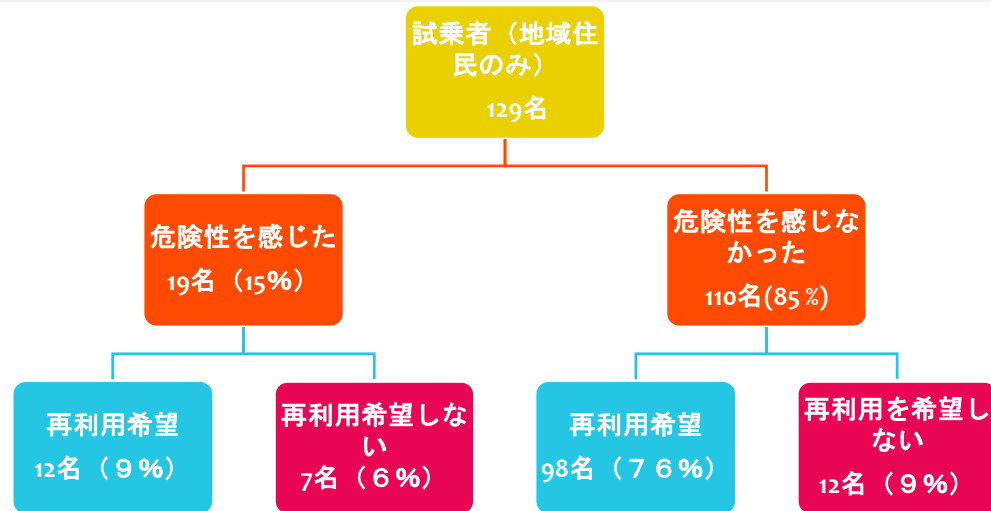 試乗者（地域住
民のみ）
129名
危険性を感じた
19名（15%）
危険性を感じな
かった
110名(85％)
再利用希望
12名（９%）
再利用希望しな
い
7名（６%）
再利用希望
98名（７６%）
再利用を希望し
ない
12名（９%）